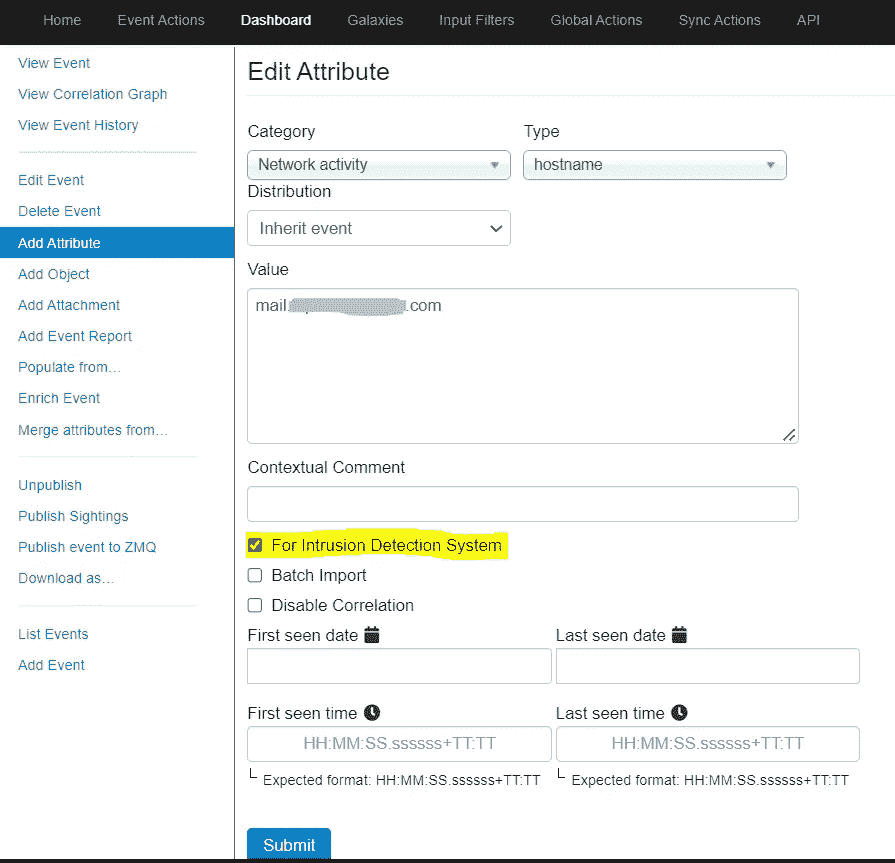 Home Event Actions Dashboard Galaxies Input Filters Global Actions Sync Actions API
View Event
View Correlation Graph
View Event History
Edit Event
Delete Event
Add Attribute
Add Object
Add Attachment
Add Event Report
Populate from…
Enrich Event
Merge attributes from…
Unpublish
Publish Sightings
Publish event to ZMQ
Download as…
List Events
Add Event
Edit Attribute
Category Type
Network activity hostname
Distribution
Inherit event
Value
mail. .com
Contextual Comment
For Intrusion Detection System
Batch Import
Disable Correlation
First seen date Last seen date
First seen time Last seen time
HH:MM:SS.ssssss+TT:TT HH:MM:SS.ssssss+TT:TT
Expected format: HH:MM:SS.ssssss+TT:TT Expected format: HH:MM:SS.ssssss+TT:TT
Submit